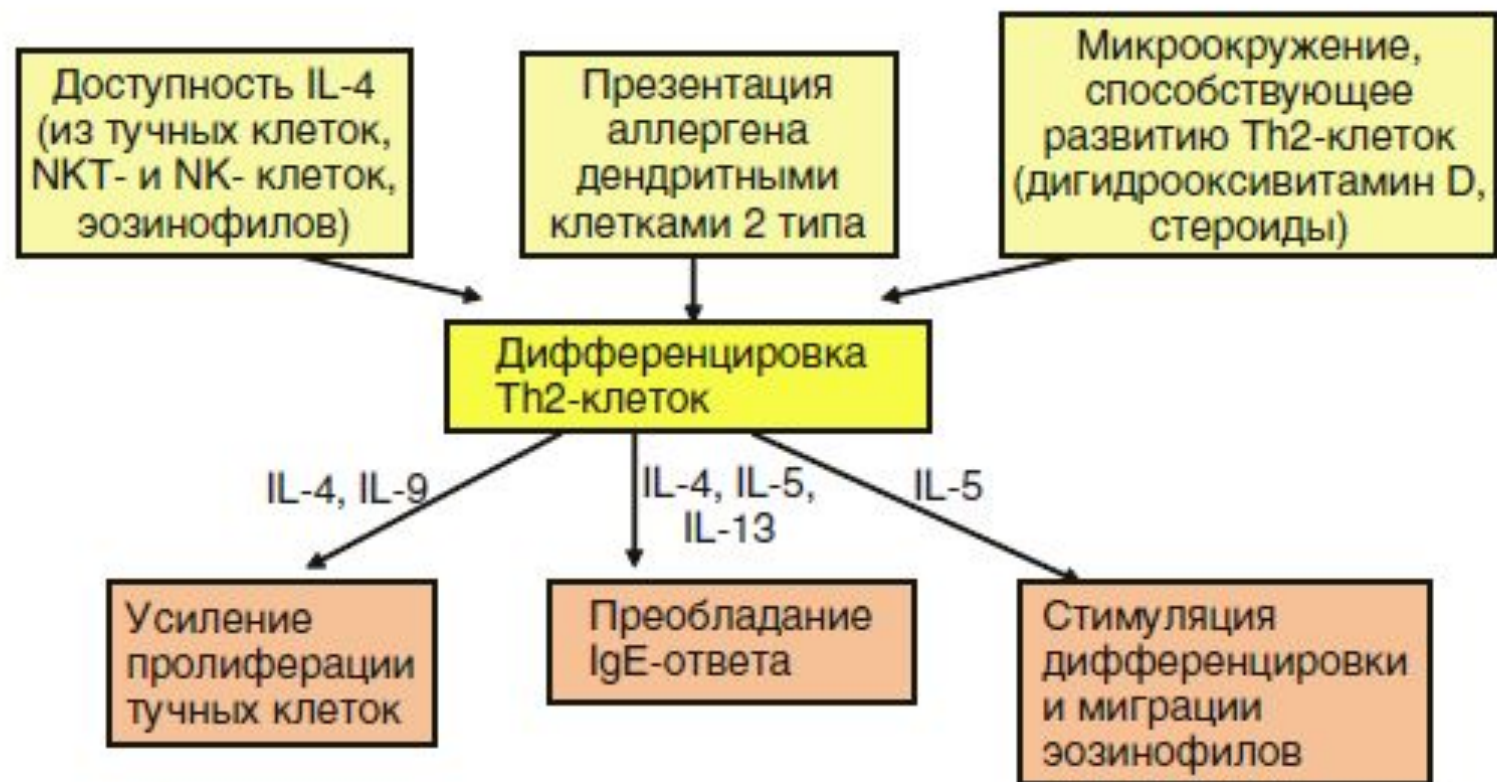 Доступность IL-4
(из тучных клеток,
NKT- и NK- клеток,
эозинофилов)
Презентация
аллергена
дендритными
клетками 2 типа
Микроокружение,
способствующее
развитию Th2-клеток
(дигидрооксивитамин D,
стероиды)
Дифференцировка
Th2-клеток
IL-4, IL-9
IL-4, IL-5,
IL-13
IL-5
Усиление
пролиферации
тучных клеток
Преобладание
IgE-ответа
Стимуляция
дифференцировки
и миграции
эозинофилов